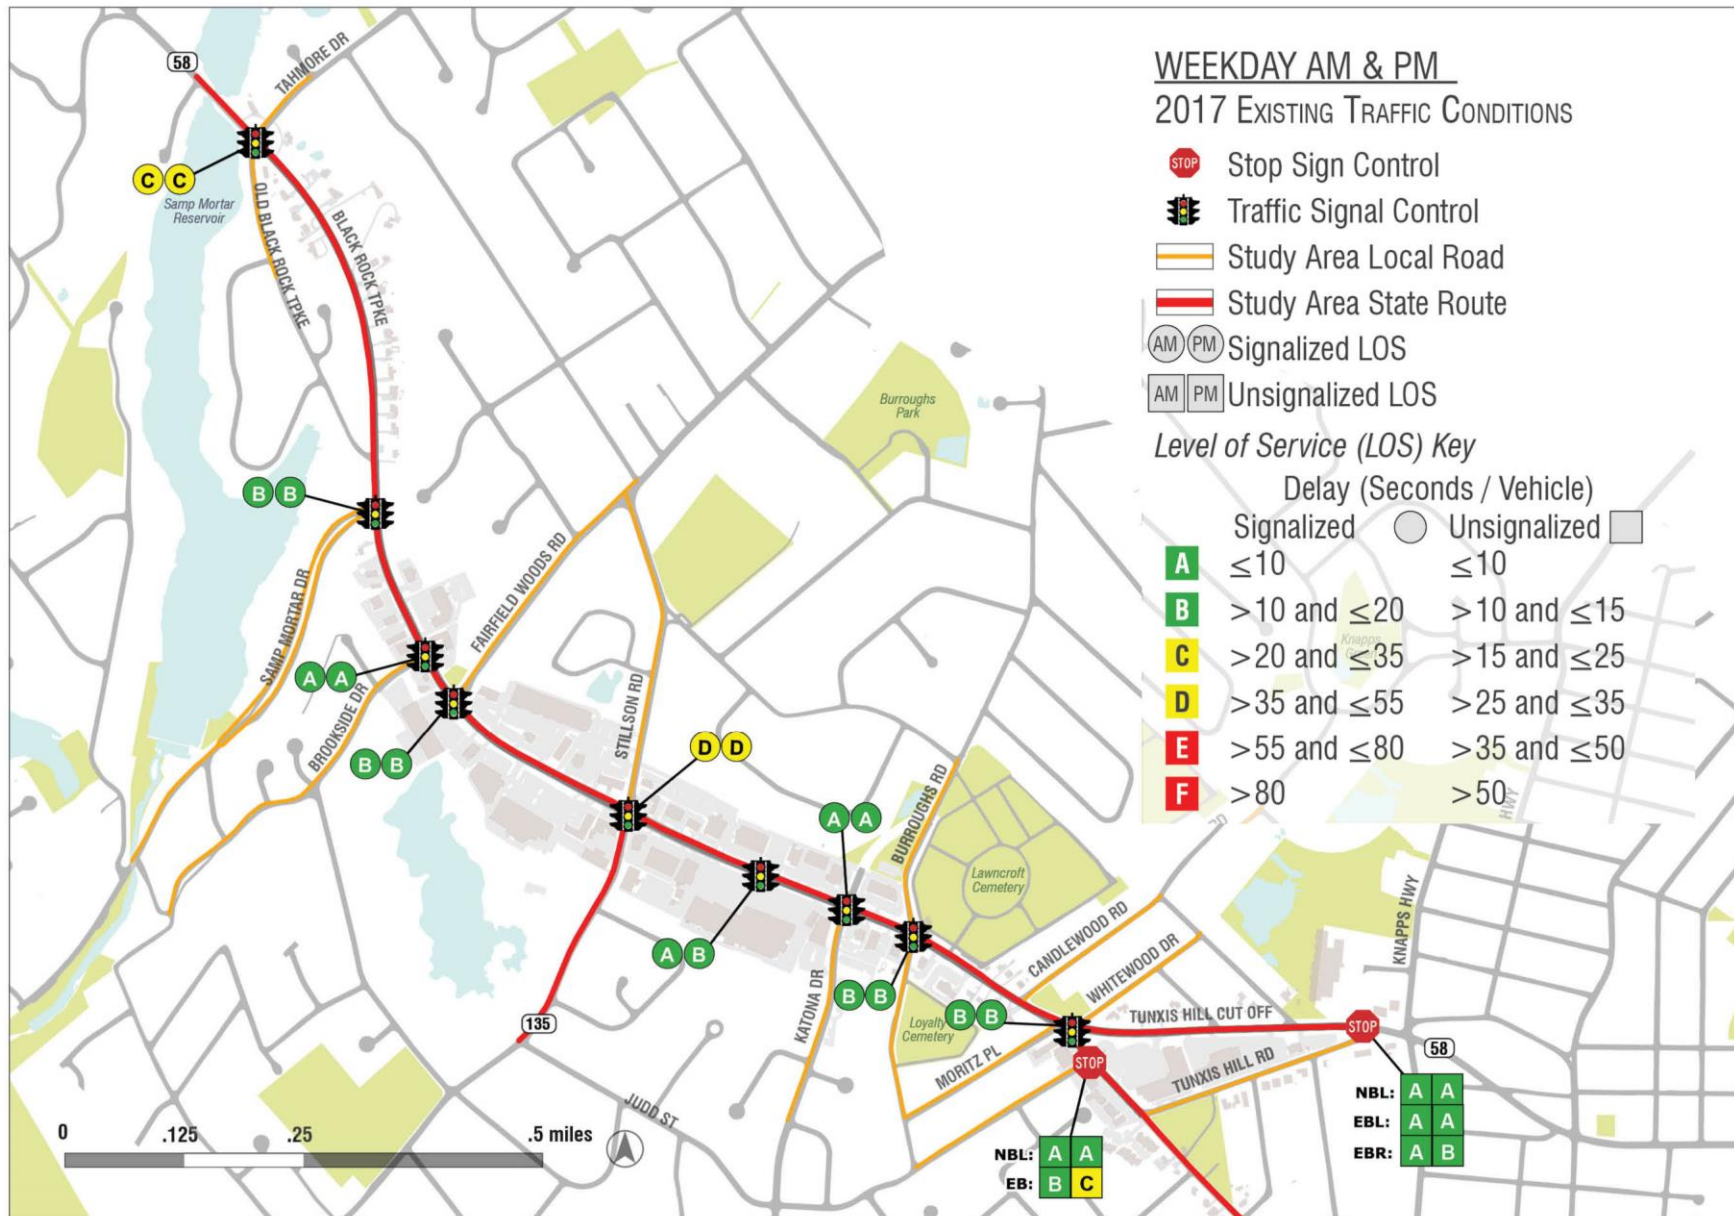 WEEKDAY AM & PM
2017 EXISTING TRAFFIC CONDITIONS
STOP Stop Sign Control
Traffic Signal Control
Study Area Local Road
Study Area State Route
AM PM Signalized LOS
AM PM Unsignalized LOS
Level of Service (LOS) Key
Delay (Seconds / Vehicle)
Signalized Unsignalized
A ≤10 ≤10
B >10 and ≤20 >10 and ≤15
C >20 and ≤35 >15 and ≤25
D >35 and ≤55 >25 and ≤35
E >55 and ≤80 >35 and ≤50
F >80 >50
58
TAHMORE DR
C C
Samp Mortar
Reservoir
OLD BLACK ROCK TPKE
BLACK ROCK TPKE
Burroughs
Park
B B
SAMP MORTAR DR
FAIRFIELD WOODS RD
A A
BROOKSIDE DR
B B
STILLSON RD
D D
A A
BURROUGHS RD
Lawncroft
Cemetery
A B
KATONA DR
B B
Loyalty
Cemetery
B B
CANDLEWOOD RD
WHITEWOOD DR
MORITZ PL
TUNXIS HILL CUT OFF
TUNXIS HILL RD
KNAPPS HWY
HWY
RD
Knapps
STOP
STOP
58
135
JUDD ST
NBL: A A
EB: B C
NBL: A A
EBL: A A
EBR: A B
0 .125 .25 .5 miles